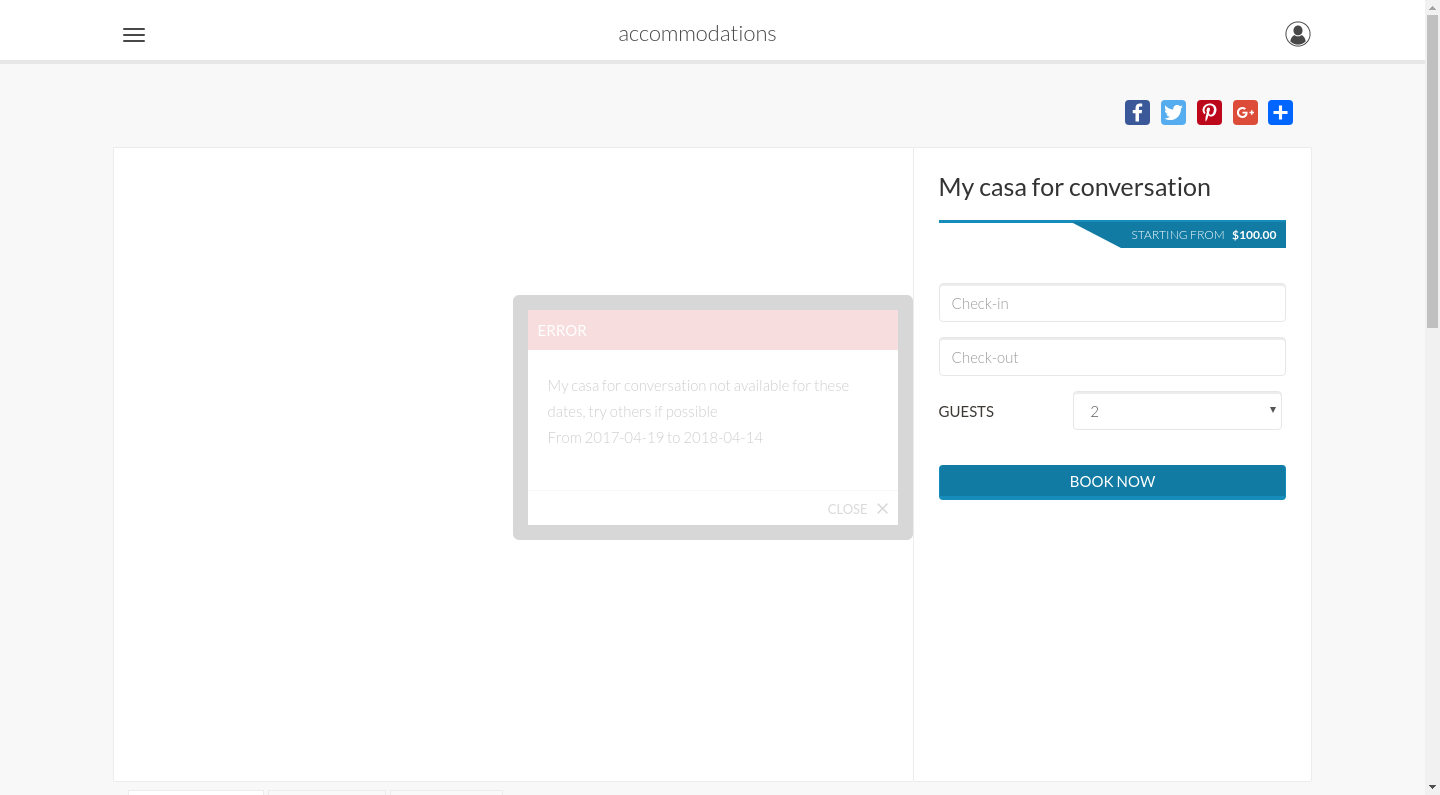 accommodations
My casa for conversation
STARTING FROM $100.00
Check-in
Check-out
GUESTS 2
BOOK NOW
ERROR
My casa for conversation not available for these
dates, try others if possible
From 2017-04-19 to 2018-04-14
CLOSE